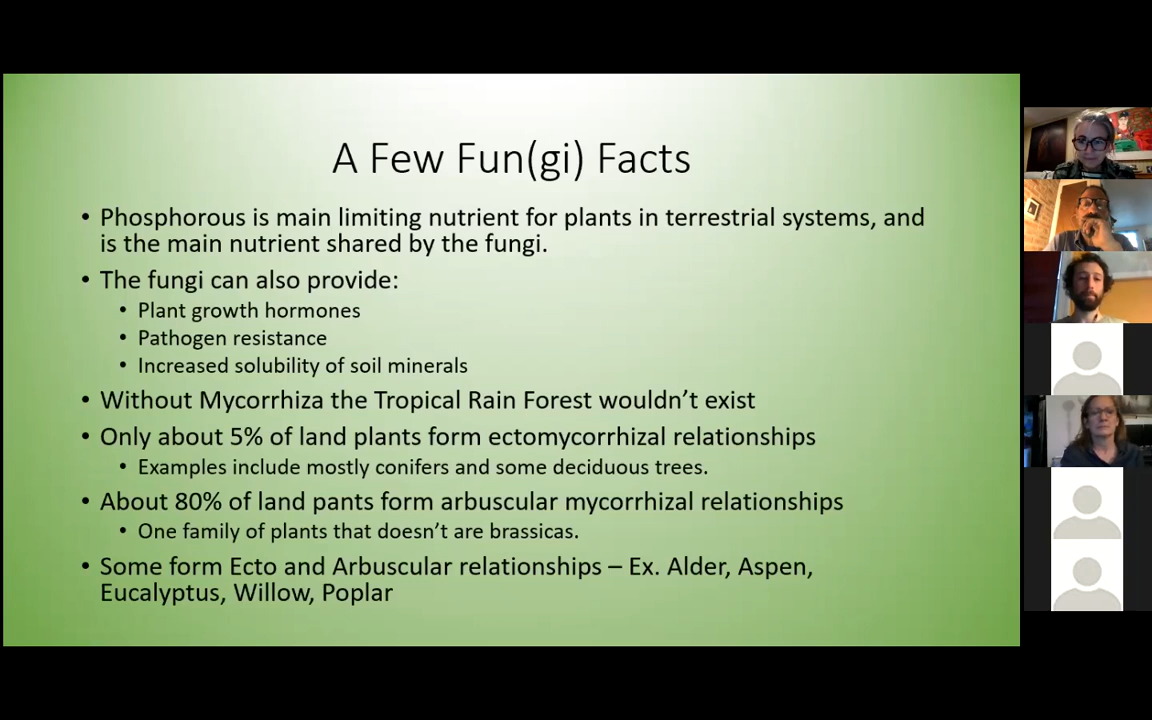 A Few Fun(gi) Facts
• Phosphorous is main limiting nutrient for plants in terrestrial systems, and
is the main nutrient shared by the fungi.
• The fungi can also provide:
• Plant growth hormones
• Pathogen resistance
• Increased solubility of soil minerals
• Without Mycorrhiza the Tropical Rain Forest wouldn’t exist
• Only about 5% of land plants form ectomycorrhizal relationships
• Examples include mostly conifers and some deciduous trees.
• About 80% of land pants form arbuscular mycorrhizal relationships
• One family of plants that doesn’t are brassicas.
• Some form Ecto and Arbuscular relationships – Ex. Alder, Aspen,
Eucalyptus, Willow, Poplar